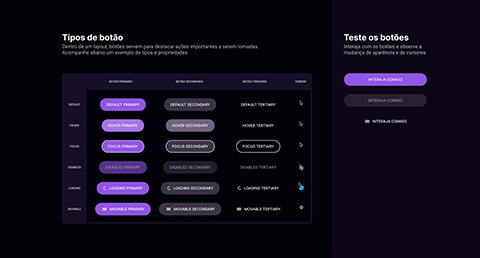 Tipos de botão
Dentro de um layout, botões servem para destacar ações importantes a serem tomadas.
Acompanhe abaixo um exemplo de tipos e propriedades.
BOTÃO PRIMÁRIO BOTÃO SECUNDÁRIO BOTÃO TERCIÁRIO CURSOR
DEFAULT DEFAULT PRIMARY DEFAULT SECONDARY DEFAULT TERTIARY
HOVER HOVER PRIMARY HOVER SECONDARY HOVER TERTIARY
FOCUS FOCUS PRIMARY FOCUS SECONDARY FOCUS TERTIARY
DISABLED DISABLED PRIMARY DISABLED SECONDARY DISABLED TERTIARY
LOADING LOADING PRIMARY LOADING SECONDARY LOADING TERTIARY
MOVABLE MOVABLE PRIMARY MOVABLE SECONDARY MOVABLE TERTIARY
Teste os botões
Interaja com os botões e observe a
mudança de aparência e de cursores
INTERAJA COMIGO
INTERAJA COMIGO
INTERAJA COMIGO